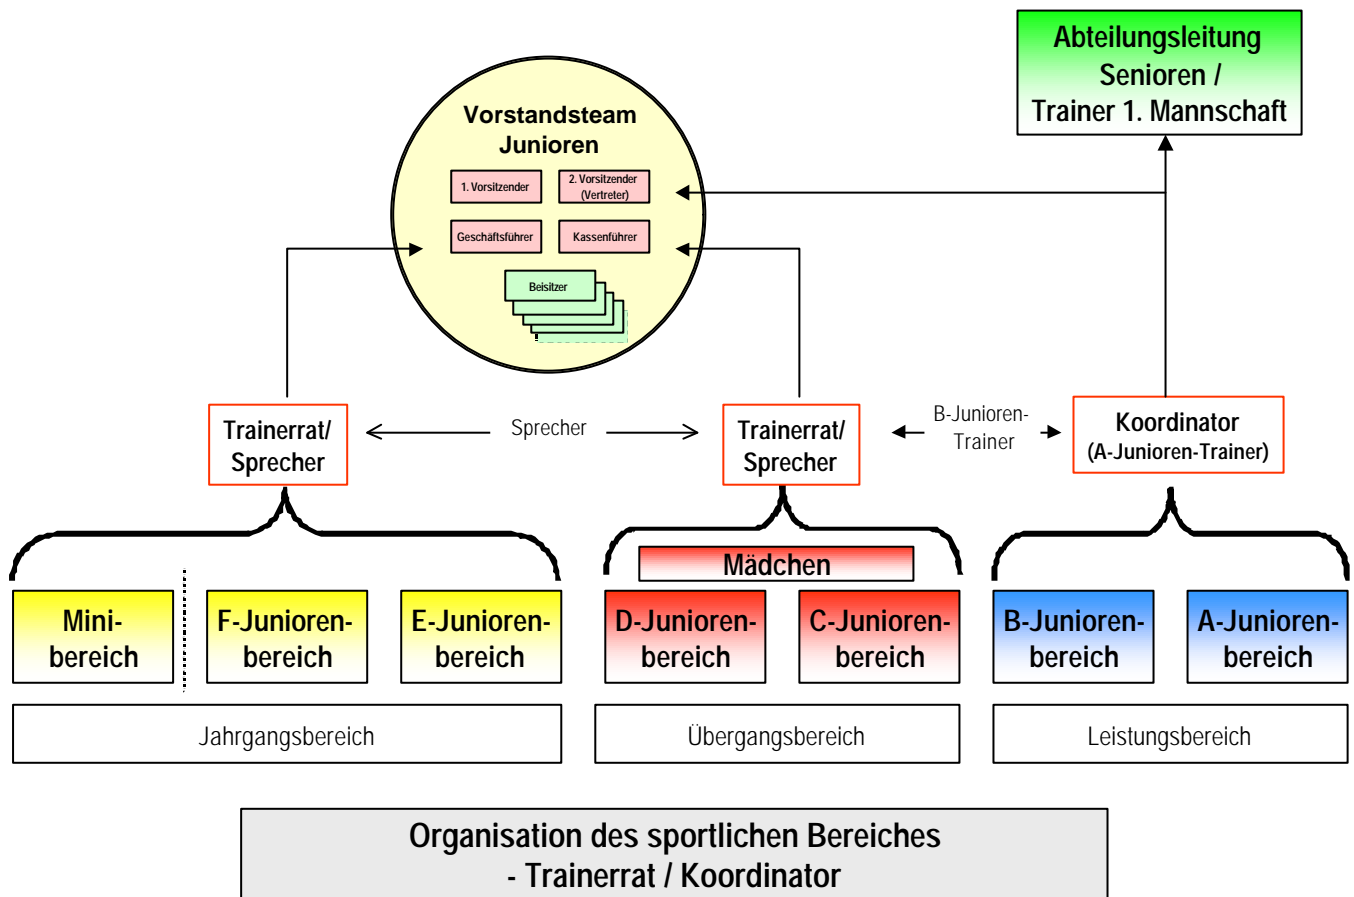 Abteilungsleitung
Senioren /
Trainer 1. Mannschaft
Vorstandsteam
Junioren
1. Vorsitzender
2. Vorsitzender
(Vertreter)
Geschäftsführer
Kassenführer
Beisitzer
Trainerrat/
Sprecher
Sprecher
Trainerrat/
Sprecher
B-Junioren-
Trainer
Koordinator
(A-Junioren-Trainer)
Mädchen
Mini-
bereich
F-Junioren-
bereich
E-Junioren-
bereich
D-Junioren-
bereich
C-Junioren-
bereich
B-Junioren-
bereich
A-Junioren-
bereich
Jahrgangsbereich
Übergangsbereich
Leistungsbereich
Organisation des sportlichen Bereiches
- Trainerrat / Koordinator